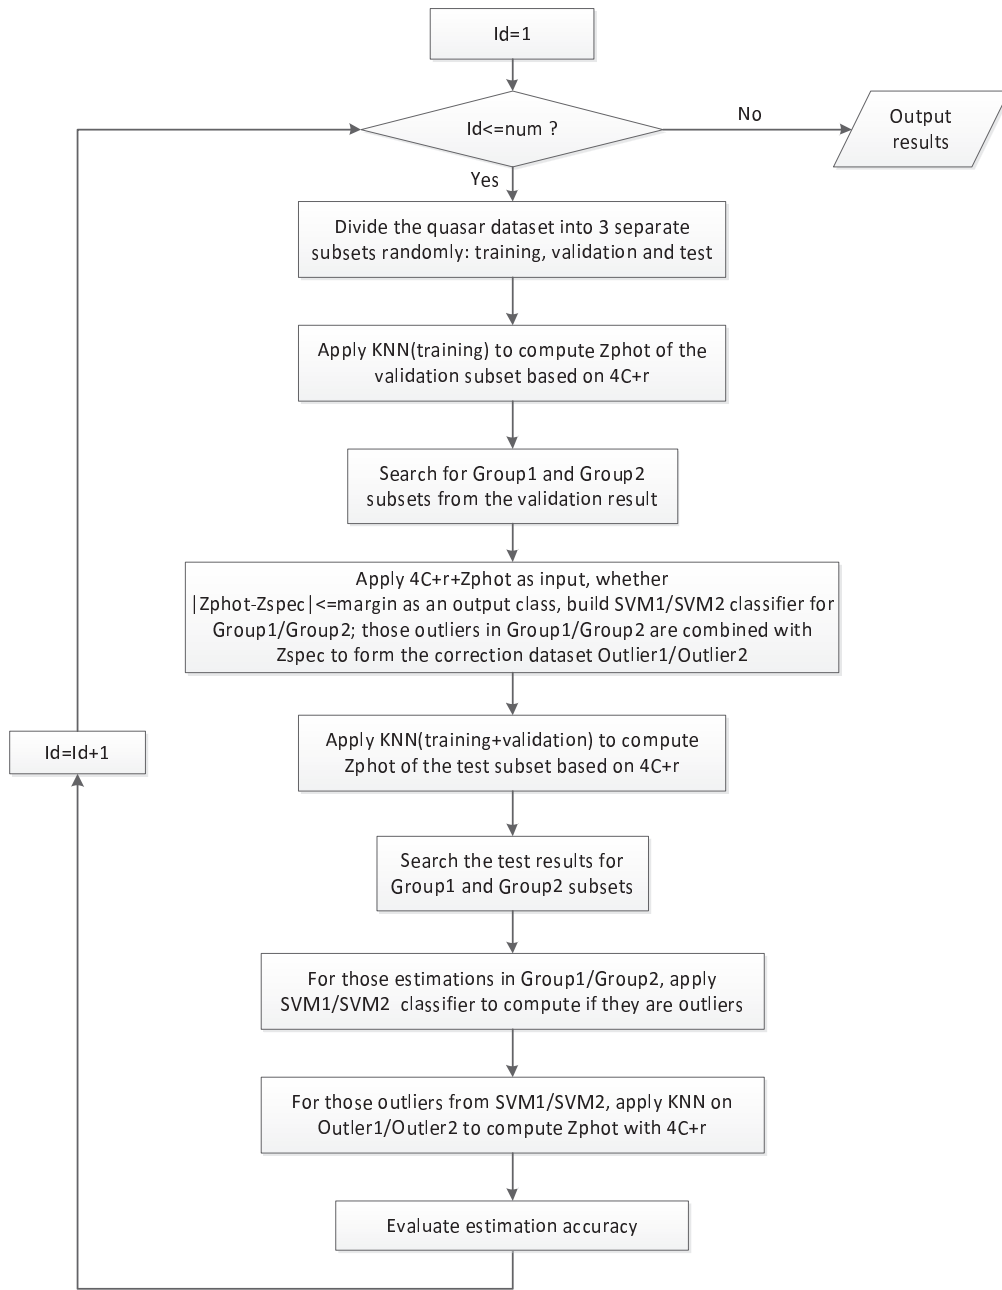 Id=1
Id<=num ?
No
Output
results
Yes
Divide the quasar dataset into 3 separate
subsets randomly: training, validation and test
Apply KNN(training) to compute Zphot of the
validation subset based on 4C+r
Search for Group1 and Group2
subsets from the validation result
Apply 4C+r+Zphot as input, whether
|Zphot-Zspec|<=margin as an output class, build SVM1/SVM2 classifier for
Group1/Group2; those outliers in Group1/Group2 are combined with
Zspec to form the correction dataset Outlier1/Outlier2
Apply KNN(training+validation) to compute
Zphot of the test subset based on 4C+r
Id=Id+1
Search the test results for
Group1 and Group2 subsets
For those estimations in Group1/Group2, apply
SVM1/SVM2 classifier to compute if they are outliers
For those outliers from SVM1/SVM2, apply KNN on
Outler1/Outler2 to compute Zphot with 4C+r
Evaluate estimation accuracy